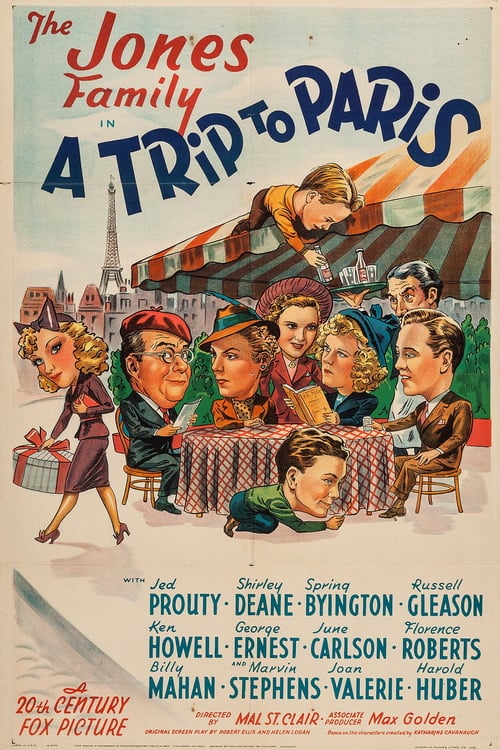 The
Jones
Family
IN
A TRIP TO PARIS
WITH
Jed Shirley Spring Russell
PROUTY · DEANE · BYINGTON · GLEASON
Ken George June Florence
HOWELL · ERNEST · CARLSON · ROBERTS
Billy AND Marvin Joan Harold
MAHAN · STEPHENS · VALERIE · HUBER
A
20TH CENTURY
FOX PICTURE
DIRECTED BY MAL ST. CLAIR · ASSOCIATE PRODUCER Max Golden
ORIGINAL SCREEN PLAY BY ROBERT ELLIS AND HELEN LOGAN Based on the characters created by KATHARINE CAVANAUGH